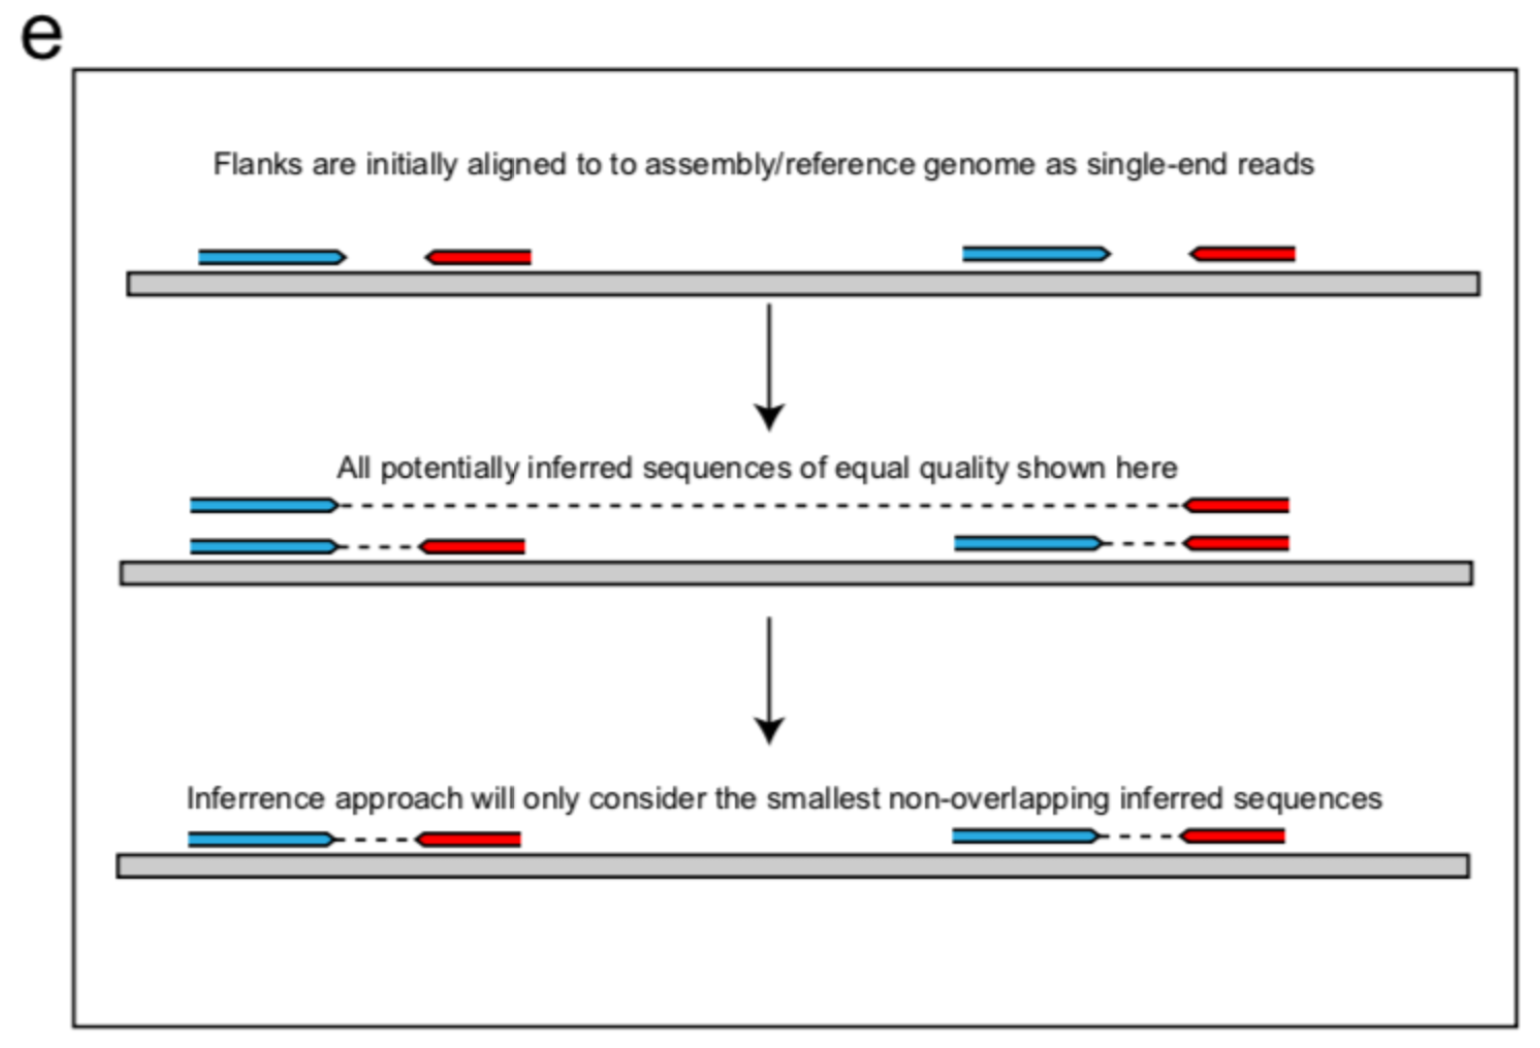 e
Flanks are initially aligned to to assembly/reference genome as single-end reads
All potentially inferred sequences of equal quality shown here
Inferrence approach will only consider the smallest non-overlapping inferred sequences